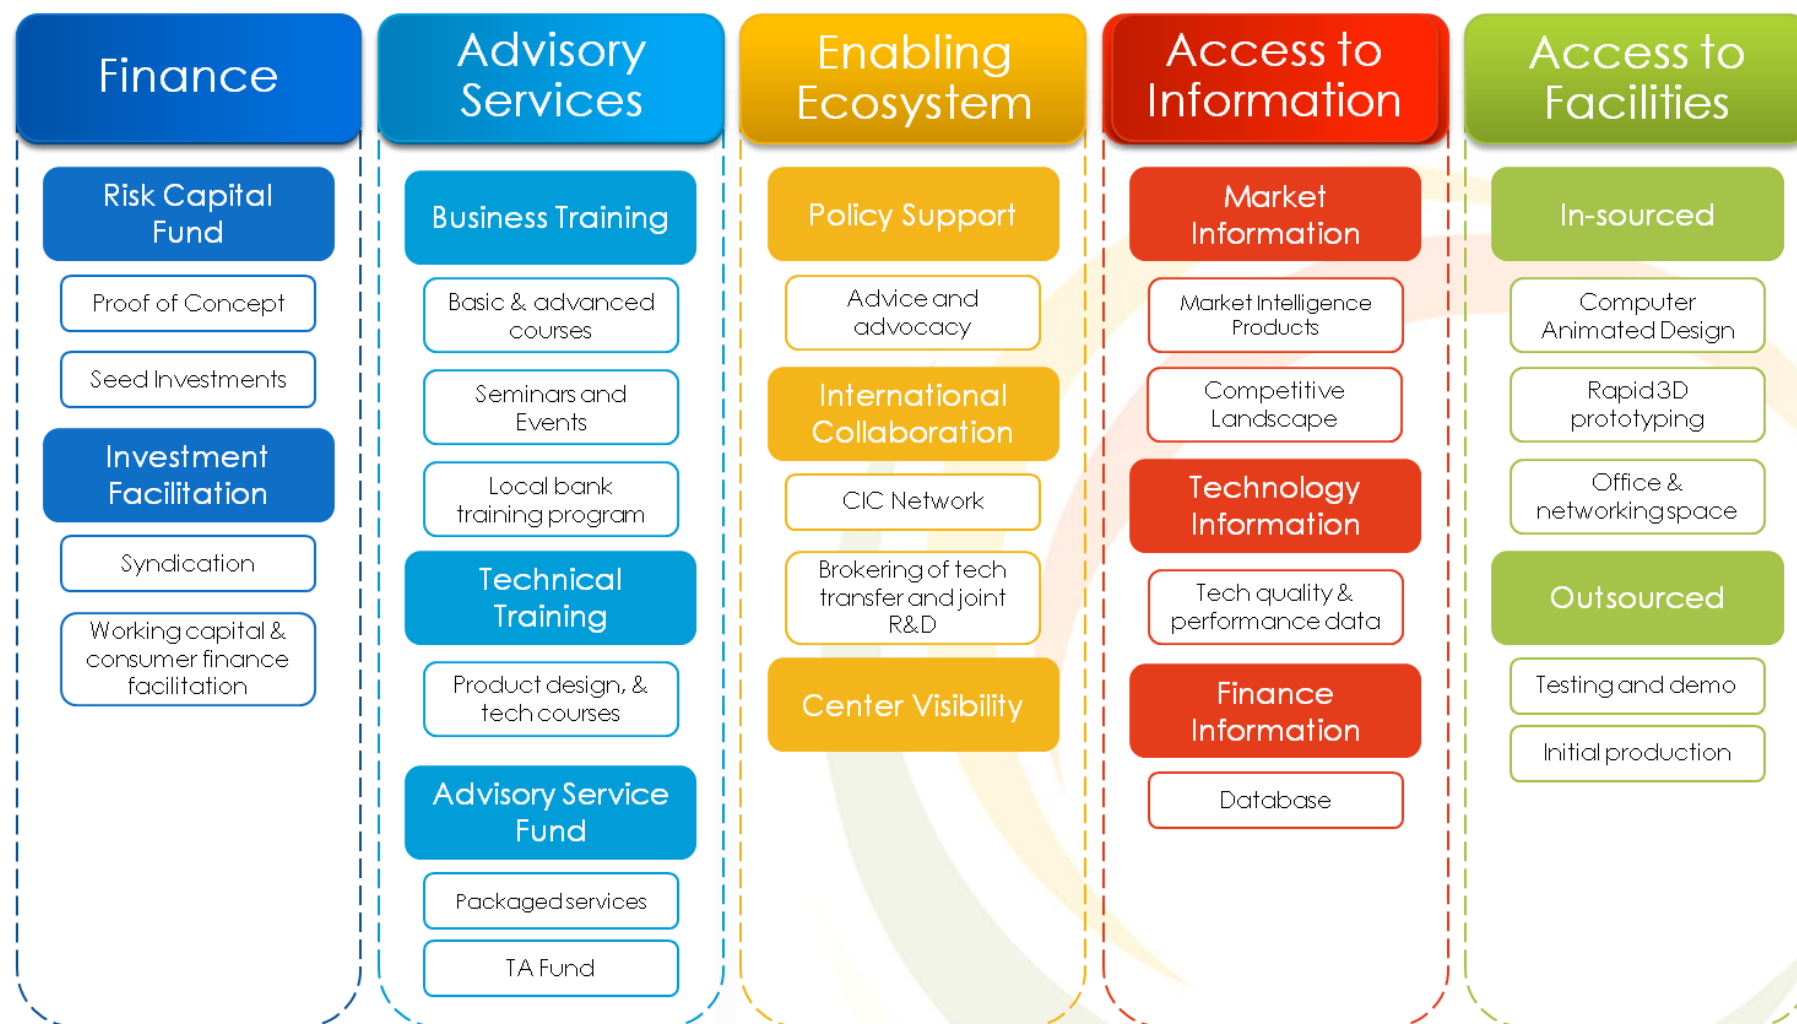 Finance
Risk Capital
Fund
Proof of Concept
Seed Investments
Investment
Facilitation
Syndication
Working capital &
consumer finance
facilitation
Advisory
Services
Business Training
Basic & advanced
courses
Seminars and
Events
Local bank
training program
Technical
Training
Product design, &
tech courses
Advisory Service
Fund
Packaged services
TA Fund
Enabling
Ecosystem
Policy Support
Advice and
advocacy
International
Collaboration
CIC Network
Brokering of tech
transfer and joint
R&D
Center Visibility
Access to
Information
Market
Information
Market Intelligence
Products
Competitive
Landscape
Technology
Information
Tech quality &
performance data
Finance
Information
Database
Access to
Facilities
In-sourced
Computer
Animated Design
Rapid 3D
prototyping
Office &
networking space
Outsourced
Testing and demo
Initial production